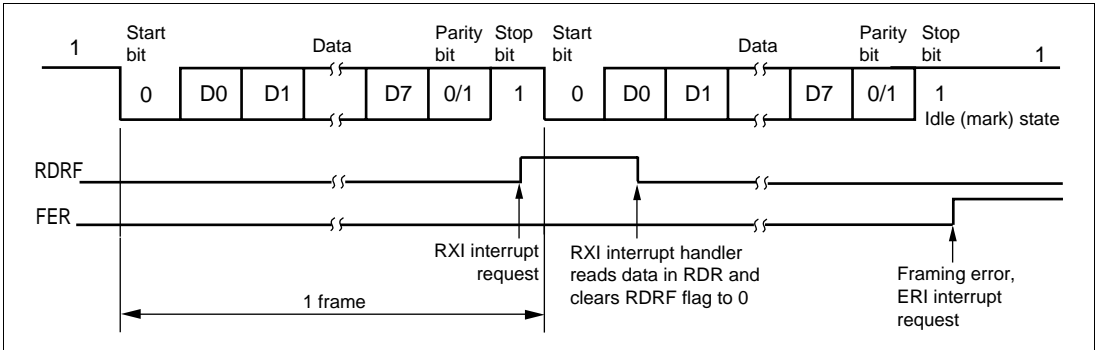 1
Start bit
Data
Parity bit
Stop bit
Start bit
Data
Parity bit
Stop bit
1
0 D0 D1 D7 0/1 1 0 D0 D1 D7 0/1 1
Idle (mark) state
RDRF
FER
RXI interrupt
request
RXI interrupt handler
reads data in RDR and
clears RDRF flag to 0
Framing error,
ERI interrupt
request
1 frame